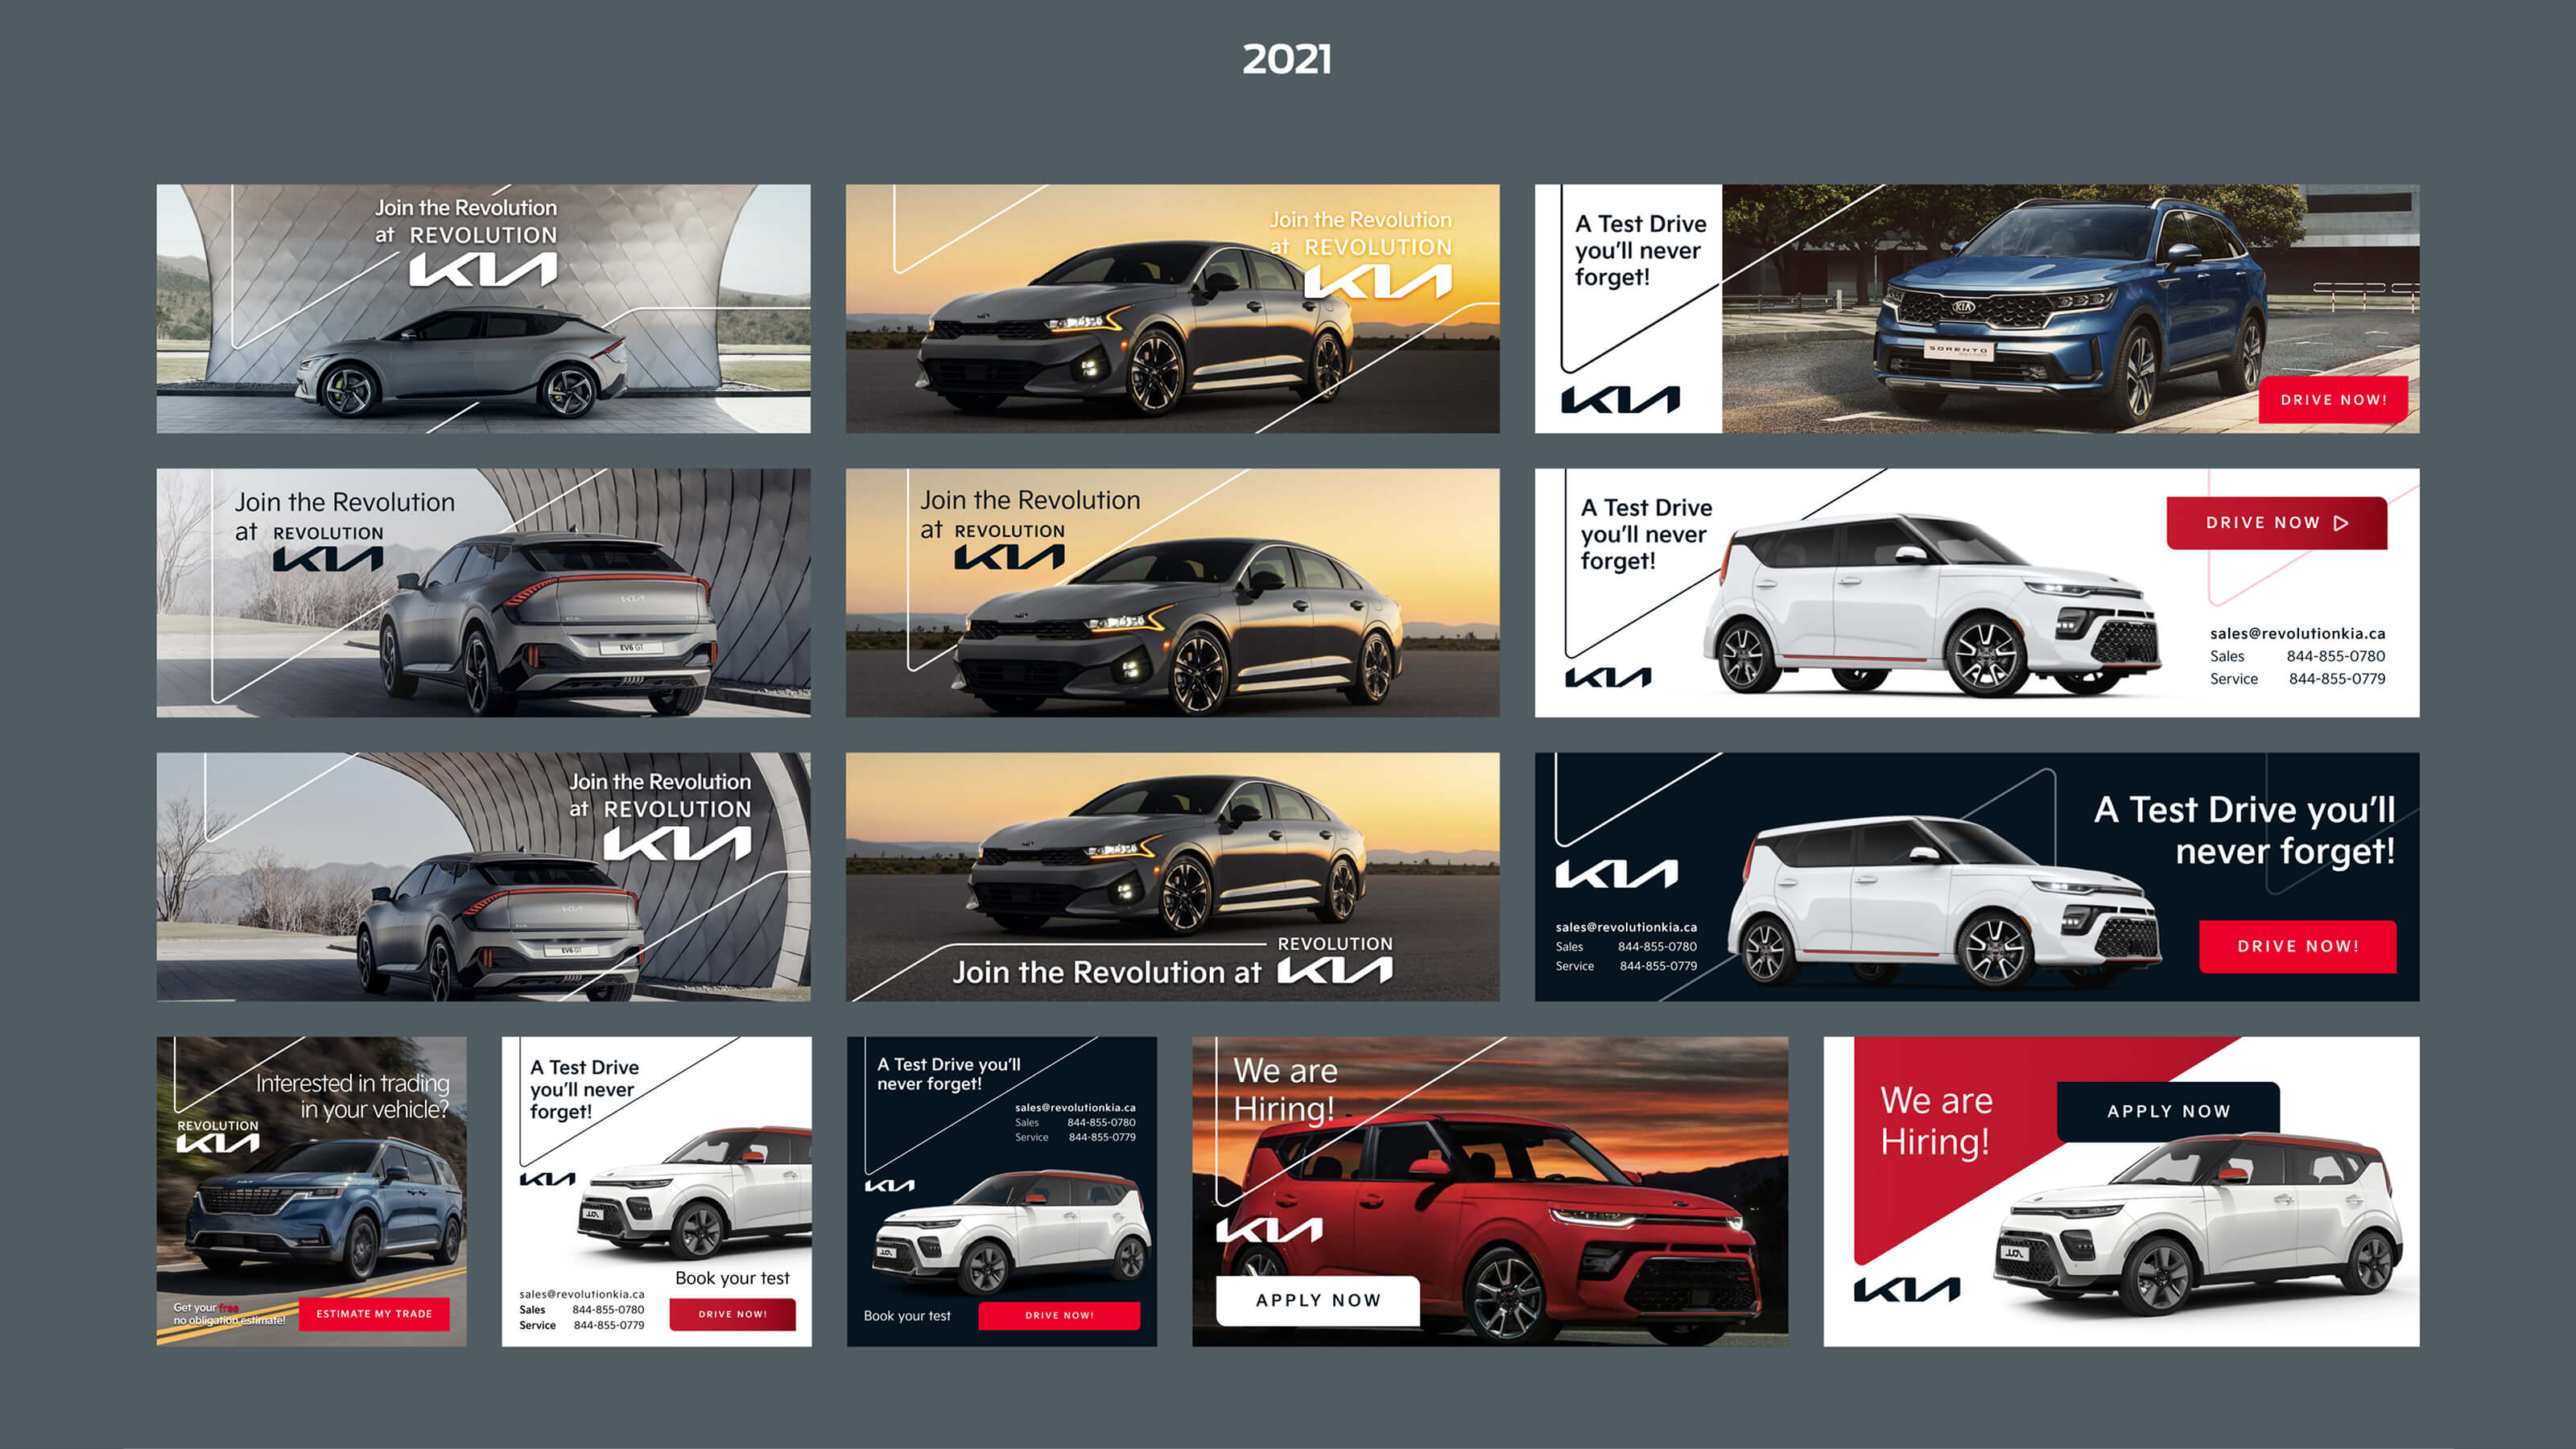 2021
Join the Revolution
at REVOLUTION
KIA
Join the Revolution
at REVOLUTION
KIA
A Test Drive
you'll never
forget!
KIA
KIA
SORENTO
DRIVE NOW!
Join the Revolution
at REVOLUTION
KIA
KIA
EV6 GT
Join the Revolution
at REVOLUTION
KIA
A Test Drive
you'll never
forget!
KIA
DRIVE NOW
sales@revolutionkia.ca
Sales 844-855-0780
Service 844-855-0779
Join the Revolution
at REVOLUTION
KIA
KIA
EV6 GT
REVOLUTION
Join the Revolution at KIA
KIA
sales@revolutionkia.ca
Sales 844-855-0780
Service 844-855-0779
A Test Drive you'll
never forget!
DRIVE NOW!
Interested in trading
in your vehicle?
REVOLUTION
KIA
Get your free
no obligation estimate!
ESTIMATE MY TRADE
A Test Drive
you'll never
forget!
KIA
Book your test
sales@revolutionkia.ca
Sales 844-855-0780
Service 844-855-0779
DRIVE NOW!
A Test Drive you'll
never forget!
sales@revolutionkia.ca
Sales 844-855-0780
Service 844-855-0779
KIA
Book your test
DRIVE NOW!
We are
Hiring!
KIA
APPLY NOW
We are
Hiring!
APPLY NOW
KIA